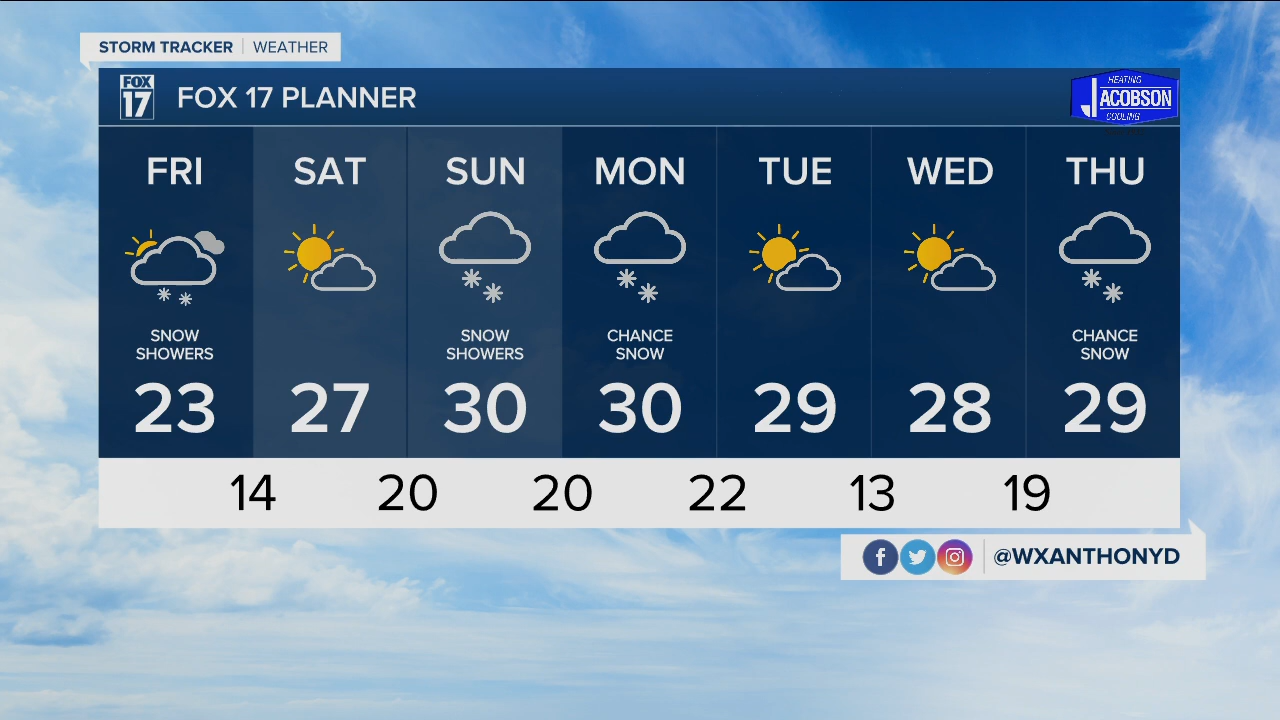 STORM TRACKER | WEATHER
FOX 17
FOX 17 PLANNER
HEATING
JACOBSON
COOLING
FRI SAT SUN MON TUE WED THU
SNOW SHOWERS
SNOW SHOWERS
CHANCE SNOW
CHANCE SNOW
23 27 30 30 29 28 29
14 20 20 22 13 19
@WXANTHONYD